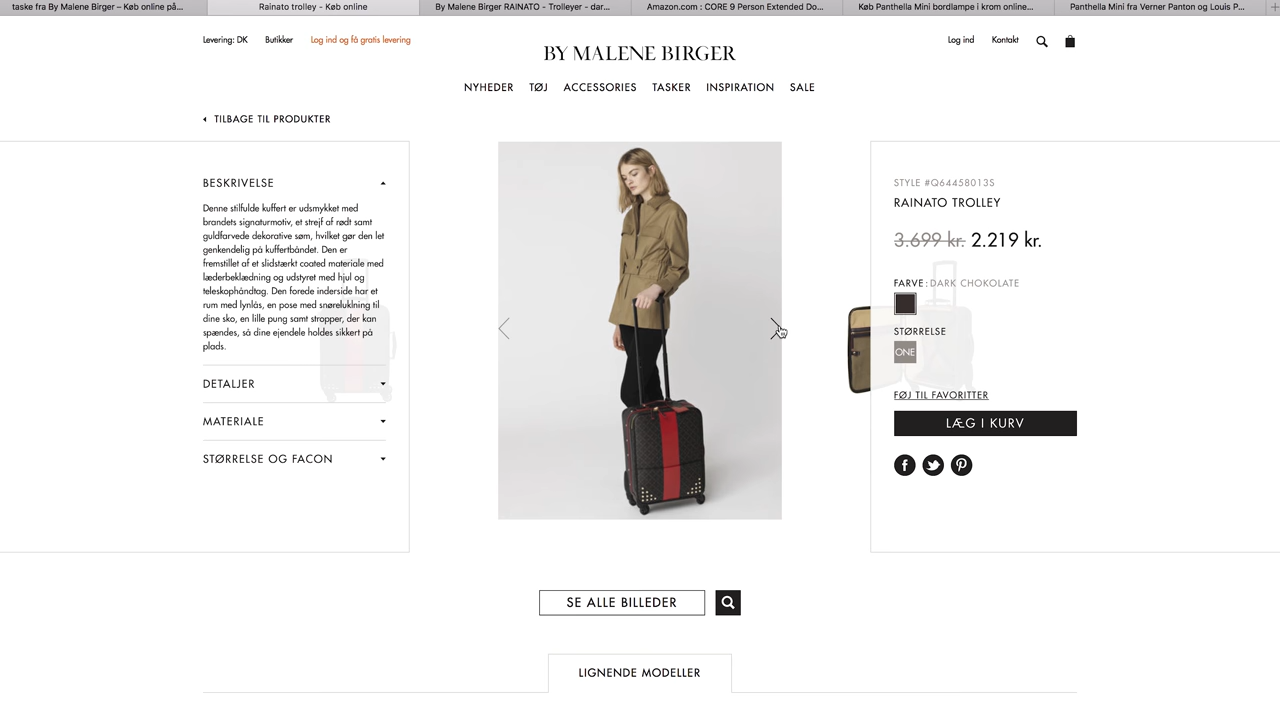 taske fra By Malene Birger – Køb online på...
Rainato trolley - Køb online
By Malene Birger RAINATO - Trolleyer - dar...
Amazon.com : CORE 9 Person Extended Do...
Køb Panthella Mini bordlampe i krom online...
Panthella Mini fra Verner Panton og Louis P...
Levering: DK
Butikker
Log ind og få gratis levering
BY MALENE BIRGER
Log ind
Kontakt
NYHEDER
TØJ
ACCESSORIES
TASKER
INSPIRATION
SALE
TILBAGE TIL PRODUKTER
BESKRIVELSE
Denne stilfulde kuffert er udsmykket med
brandets signaturmotiv, et strejf af rødt samt
guldfarvede dekorative søm, hvilket gør den let
genkendelig på kuffertbåndet. Den er
fremstillet af et slidstærkt coated materiale med
læderbeklædning og udstyret med hjul og
teleskophåndtag. Den forede inderside har et
rum med lynlås, en pose med snørelukning til
dine sko, en lille pung samt stropper, der kan
spændes, så dine ejendele holdes sikkert på
plads.
DETALJER
MATERIALE
STØRRELSE OG FACON
STYLE #Q64458013S
RAINATO TROLLEY
3.699 kr. 2.219 kr.
FARVE: DARK CHOKOLATE
STØRRELSE
ONE
FØJ TIL FAVORITTER
LÆG I KURV
SE ALLE BILLEDER
LIGNENDE MODELLER